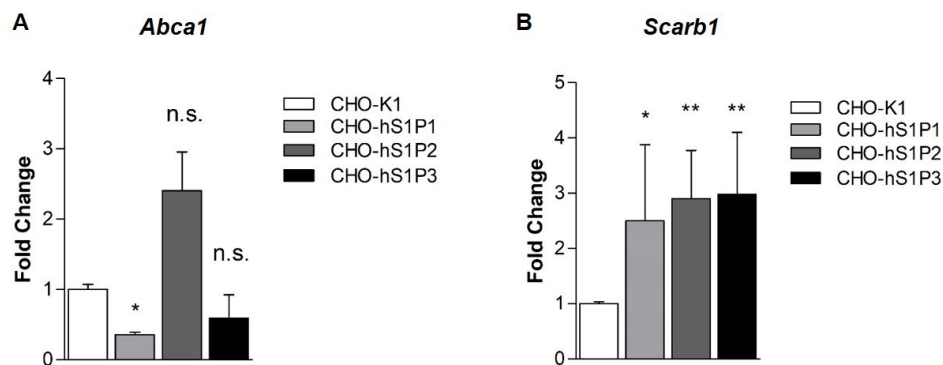 A
Abca1
Fold Change
4
3
2
1
0
*
n.s.
n.s.
CHO-K1
CHO-hS1P1
CHO-hS1P2
CHO-hS1P3
B
Scarb1
Fold Change
5
4
3
2
1
0
*
**
**
CHO-K1
CHO-hS1P1
CHO-hS1P2
CHO-hS1P3